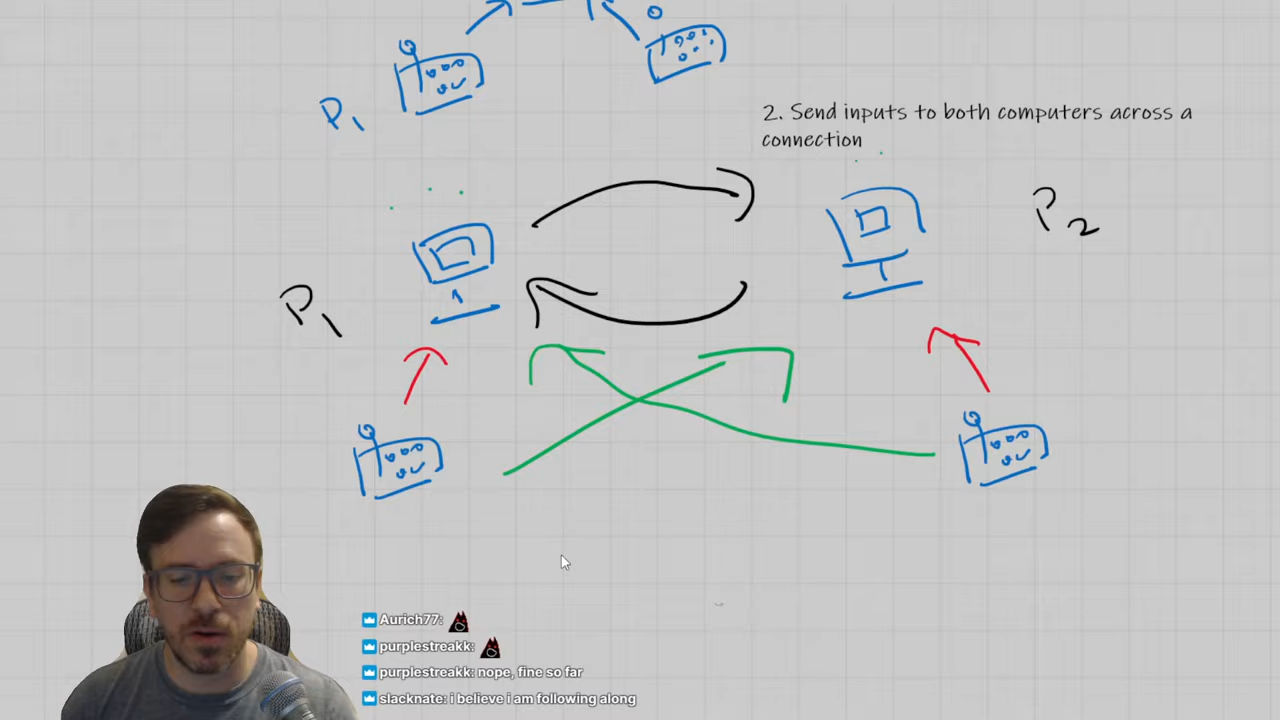 P1
2. Send inputs to both computers across a
connection
P2
P1
Aurich77:
purplestreakk:
purplestreakk: nope, fine so far
slacknate: i believe i am following along